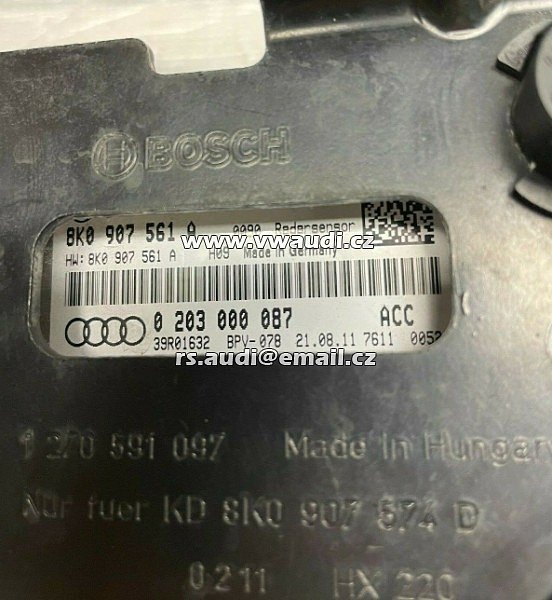 BOSCH
8K0 907 561 A 0090 Radarsensor
www.vwaudi.cz
HW: 8K0 907 561 A H09 Made in Germany
0 203 000 087 ACC
39R01632 BPV-078 21.08.11 7611 0052
rs.audi@email.cz
1 270 591 097 Made in Hungary
Nur fuer KD 8K0 907 574 D
0211 HX 220